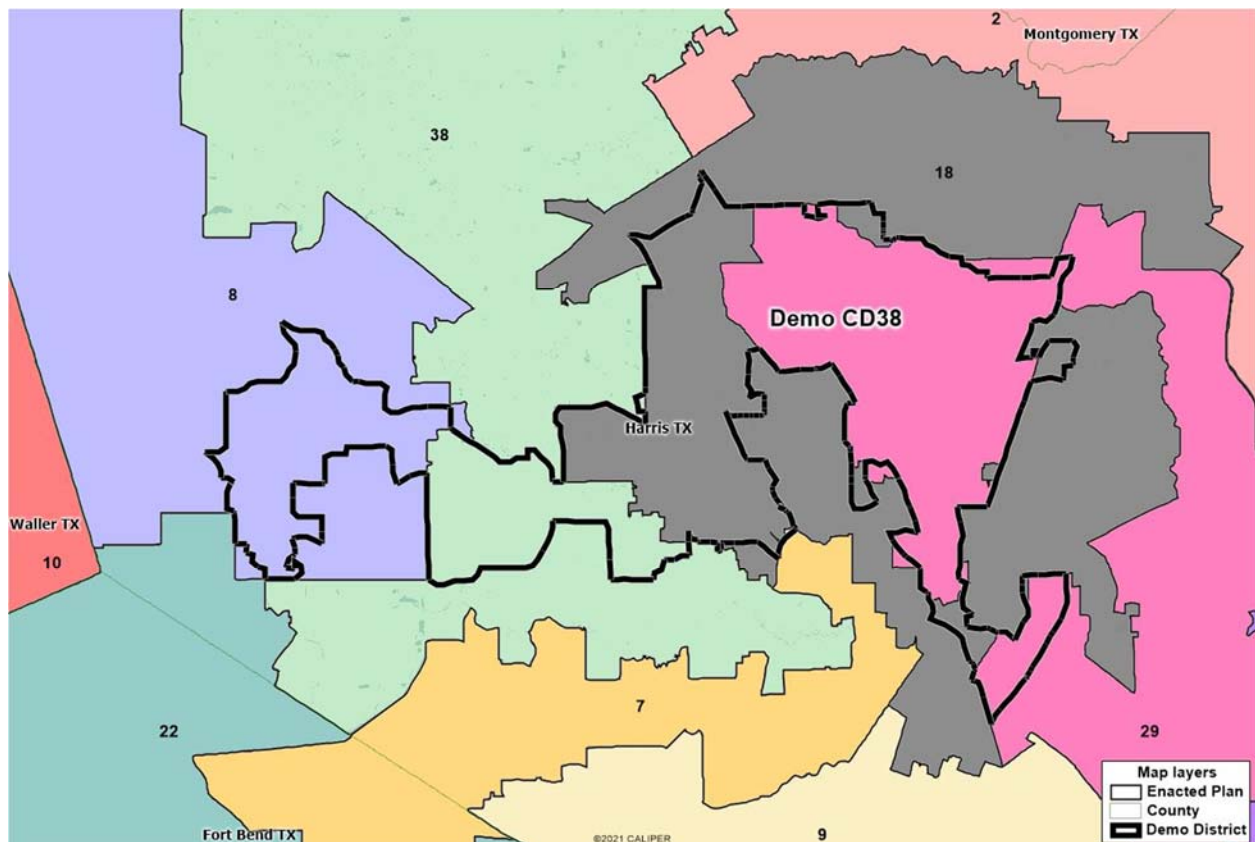 2
Montgomery TX
38
18
8
Demo CD38
Harris TX
Waller TX
10
7
22
29
Map layers
Enacted Plan
County
Demo District
Fort Bend TX
©2021 CALIPER
9